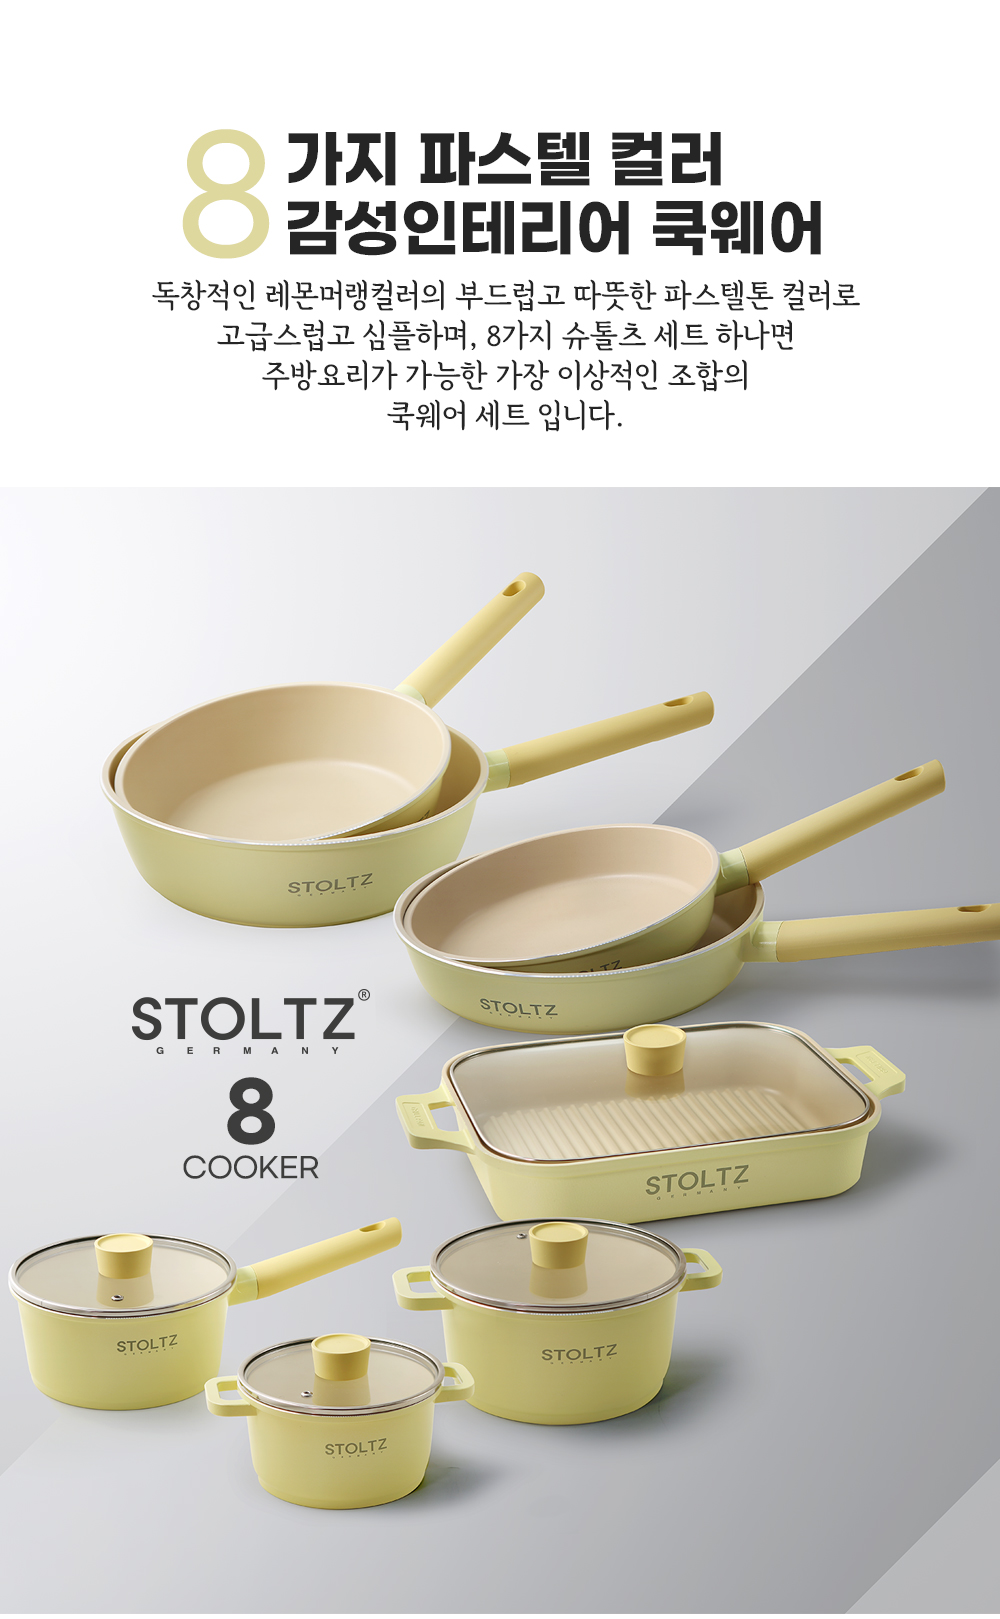 8가지 파스텔 컬러
감성인테리어 쿡웨어
독창적인 레몬머랭컬러의 부드럽고 따뜻한 파스텔톤 컬러로
고급스럽고 심플하며, 8가지 슈톨츠 세트 하나면
주방요리가 가능한 가장 이상적인 조합의
쿡웨어 세트 입니다.
STOLTZ
GERMANY
STOLTZ
GERMANY
STOLTZ®
GERMANY
8
COOKER
STOLTZ
GERMANY
STOLTZ
GERMANY
STOLTZ
GERMANY
STOLTZ
GERMANY